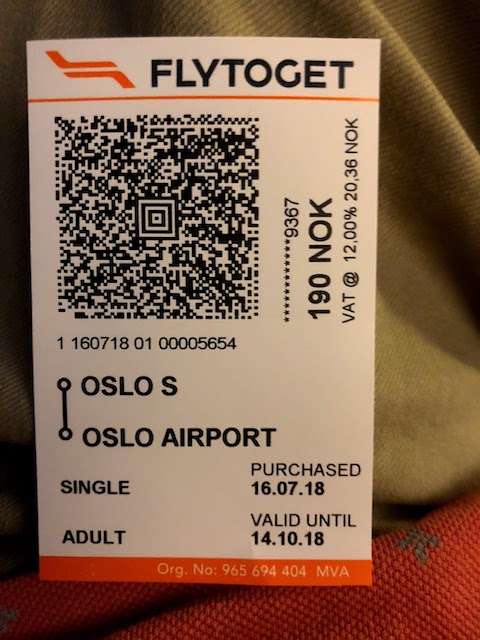 FLYTOGET
************9367
190 NOK
VAT @ 12,00% 20,36 NOK
1 160718 01 00005654
OSLO S
OSLO AIRPORT
SINGLE
PURCHASED
16.07.18
ADULT
VALID UNTIL
14.10.18
Org. No: 965 694 404 MVA